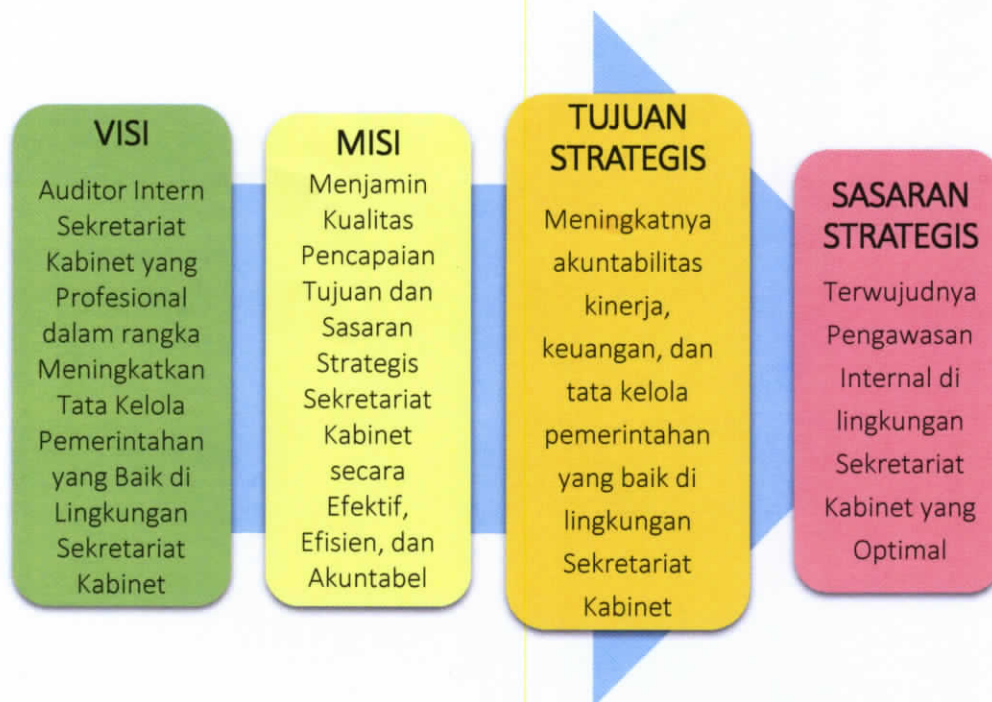 VISI
Auditor Intern
Sekretariat
Kabinet yang
Profesional
dalam rangka
Meningkatkan
Tata Kelola
Pemerintahan
yang Baik di
Lingkungan
Sekretariat
Kabinet
MISI
Menjamin
Kualitas
Pencapaian
Tujuan dan
Sasaran
Strategis
Sekretariat
Kabinet
secara
Efektif,
Efisien, dan
Akuntabel
TUJUAN
STRATEGIS
Meningkatnya
akuntabilitas
kinerja,
keuangan, dan
tata kelola
pemerintahan
yang baik di
lingkungan
Sekretariat
Kabinet
SASARAN
STRATEGIS
Terwujudnya
Pengawasan
Internal di
lingkungan
Sekretariat
Kabinet yang
Optimal